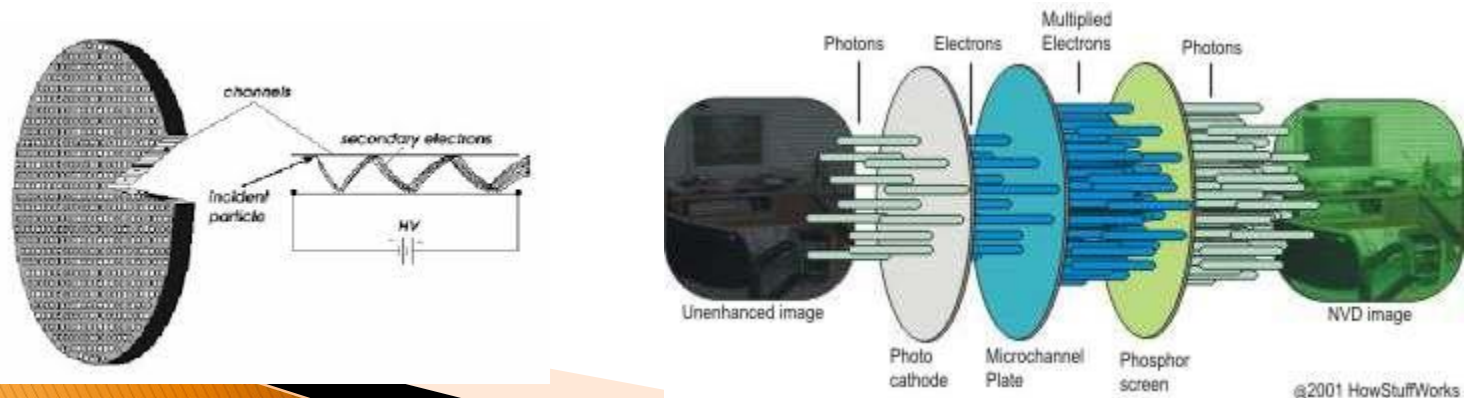 channels
secondary electrons
incident
particle
HV
Photons
Electrons
Multiplied
Electrons
Photons
Unenhanced image
NVD image
Photo
cathode
Microchannel
Plate
Phosphor
screen
@2001 HowStuffWorks